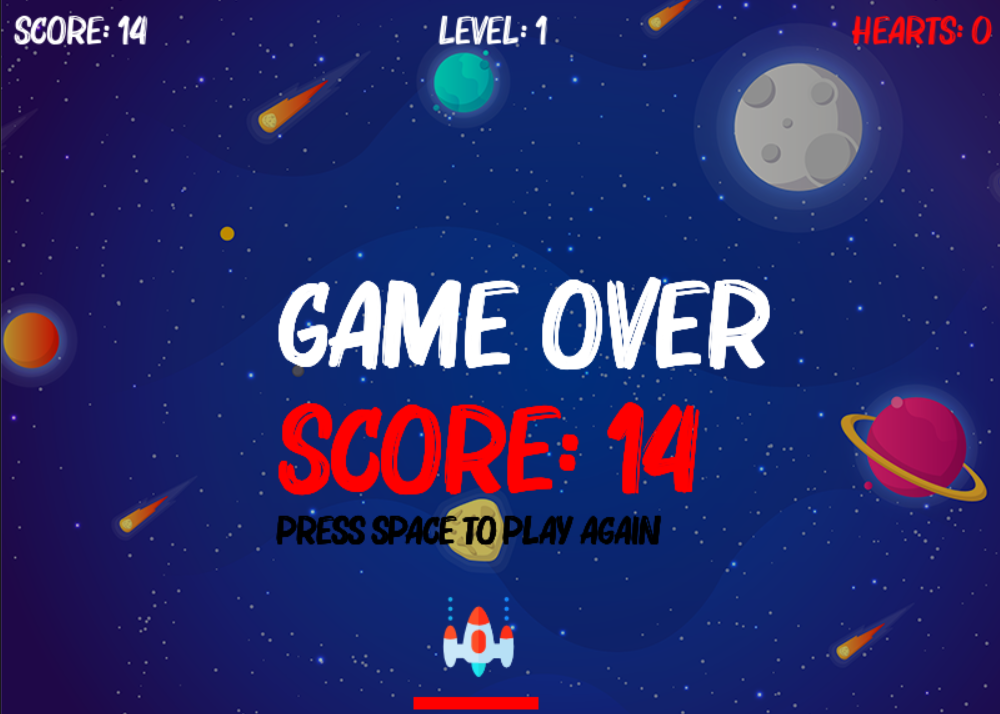 SCORE: 14
LEVEL: 1
HEARTS: 0
GAME OVER
SCORE: 14
PRESS SPACE TO PLAY AGAIN